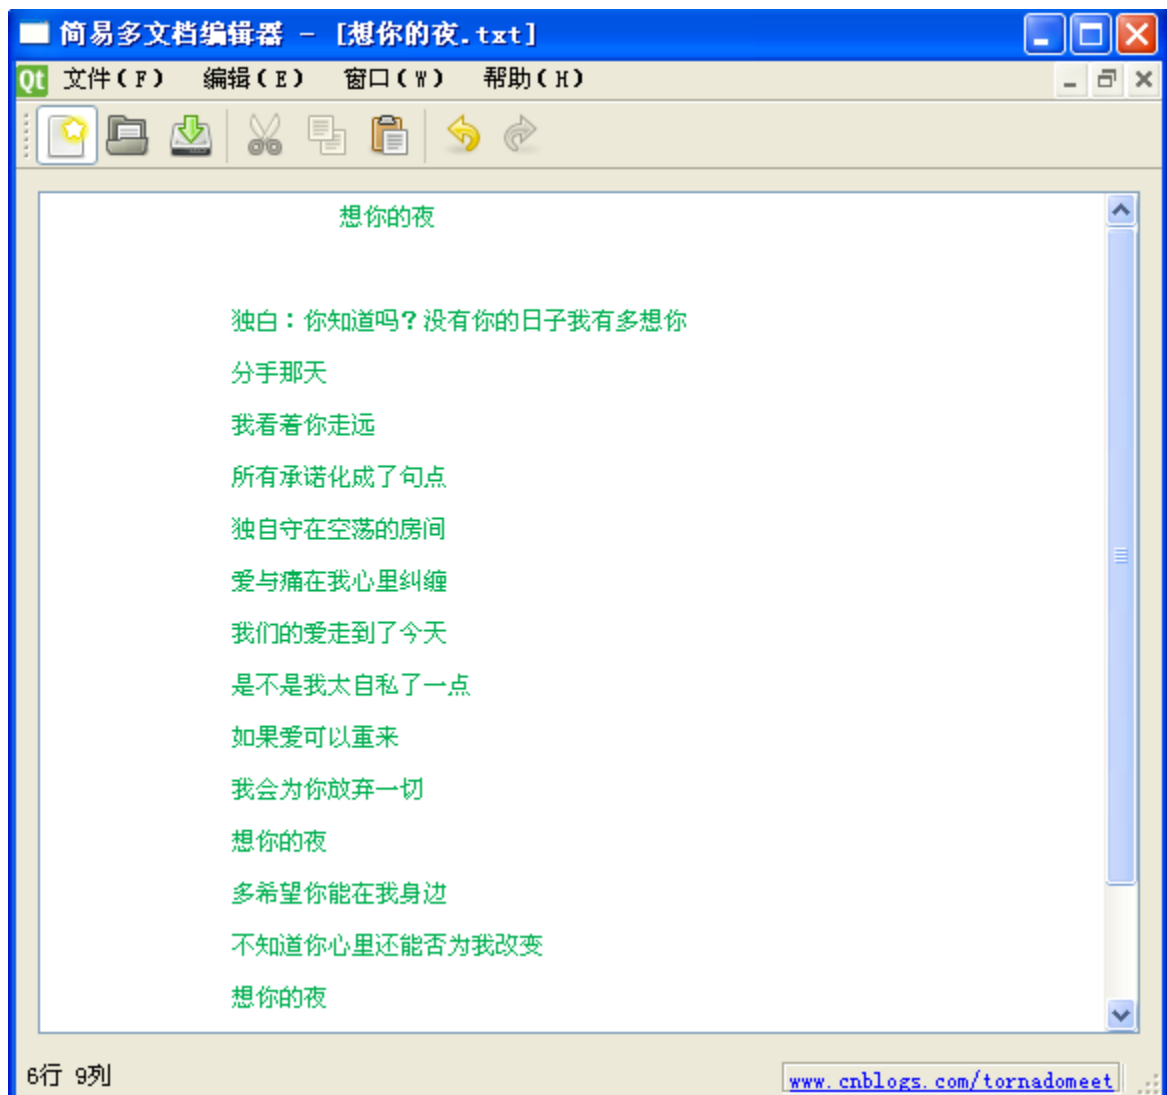 简易多文档编辑器 - [想你的夜.txt]
Qt 文件(F) 编辑(E) 窗口(W) 帮助(H)
想你的夜
独白：你知道吗？没有你的日子我有多想你
分手那天
我看着你走远
所有承诺化成了句点
独自守在空荡的房间
爱与痛在我心里纠缠
我们的爱走到了今天
是不是我太自私了一点
如果爱可以重来
我会为你放弃一切
想你的夜
多希望你能在我身边
不知道你心里还能否为我改变
想你的夜
6行 9列
www.cnblogs.com/tornadomeet